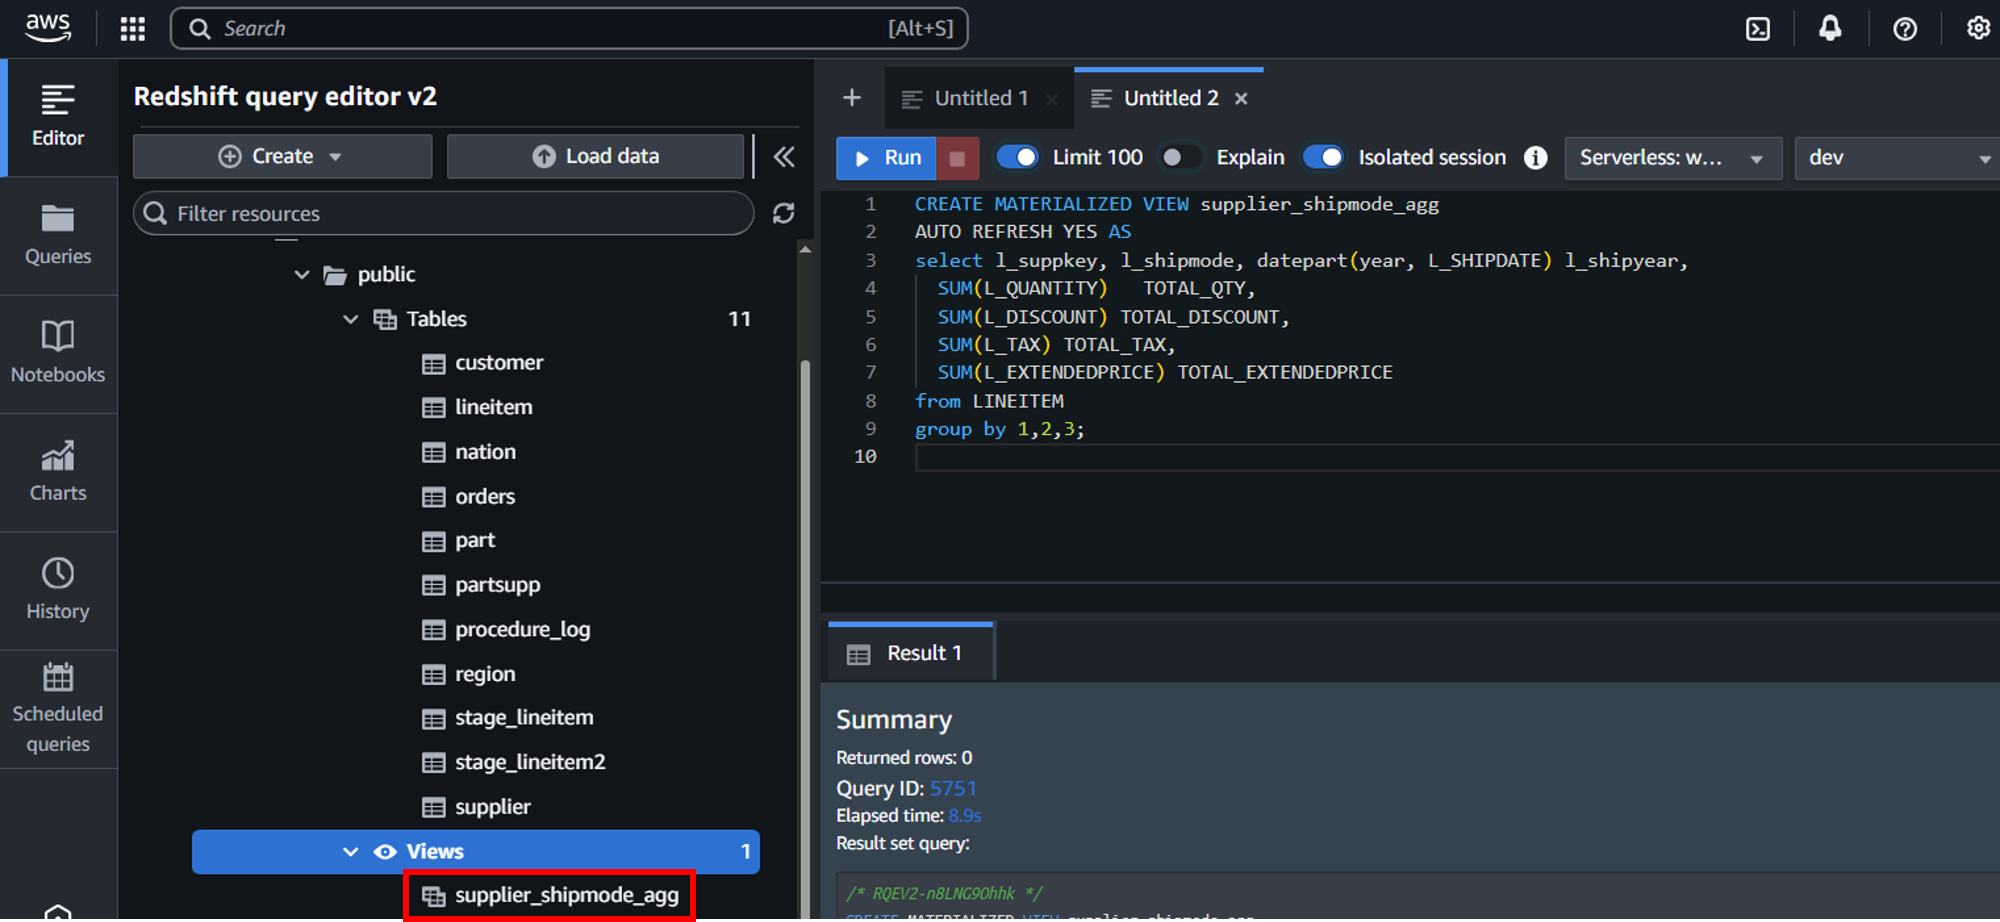 aws
Search [Alt+S]
Editor
Queries
Notebooks
Charts
History
Scheduled
queries
Redshift query editor v2
Create
Load data
Filter resources
public
Tables 11
customer
lineitem
nation
orders
part
partsupp
procedure_log
region
stage_lineitem
stage_lineitem2
supplier
Views 1
supplier_shipmode_agg
+ Untitled 1 × Untitled 2 ×
Run Limit 100 Explain Isolated session Serverless: w... dev
1 CREATE MATERIALIZED VIEW supplier_shipmode_agg
2 AUTO REFRESH YES AS
3 select l_suppkey, l_shipmode, datepart(year, L_SHIPDATE) l_shipyear,
4 SUM(L_QUANTITY) TOTAL_QTY,
5 SUM(L_DISCOUNT) TOTAL_DISCOUNT,
6 SUM(L_TAX) TOTAL_TAX,
7 SUM(L_EXTENDEDPRICE) TOTAL_EXTENDEDPRICE
8 from LINEITEM
9 group by 1,2,3;
10
Result 1
Summary
Returned rows: 0
Query ID: 5751
Elapsed time: 8.9s
Result set query:
/* RQEV2-n8LNG9Ohhk */
CREATE MATERIALIZED VIEW supplier_shipmode_agg